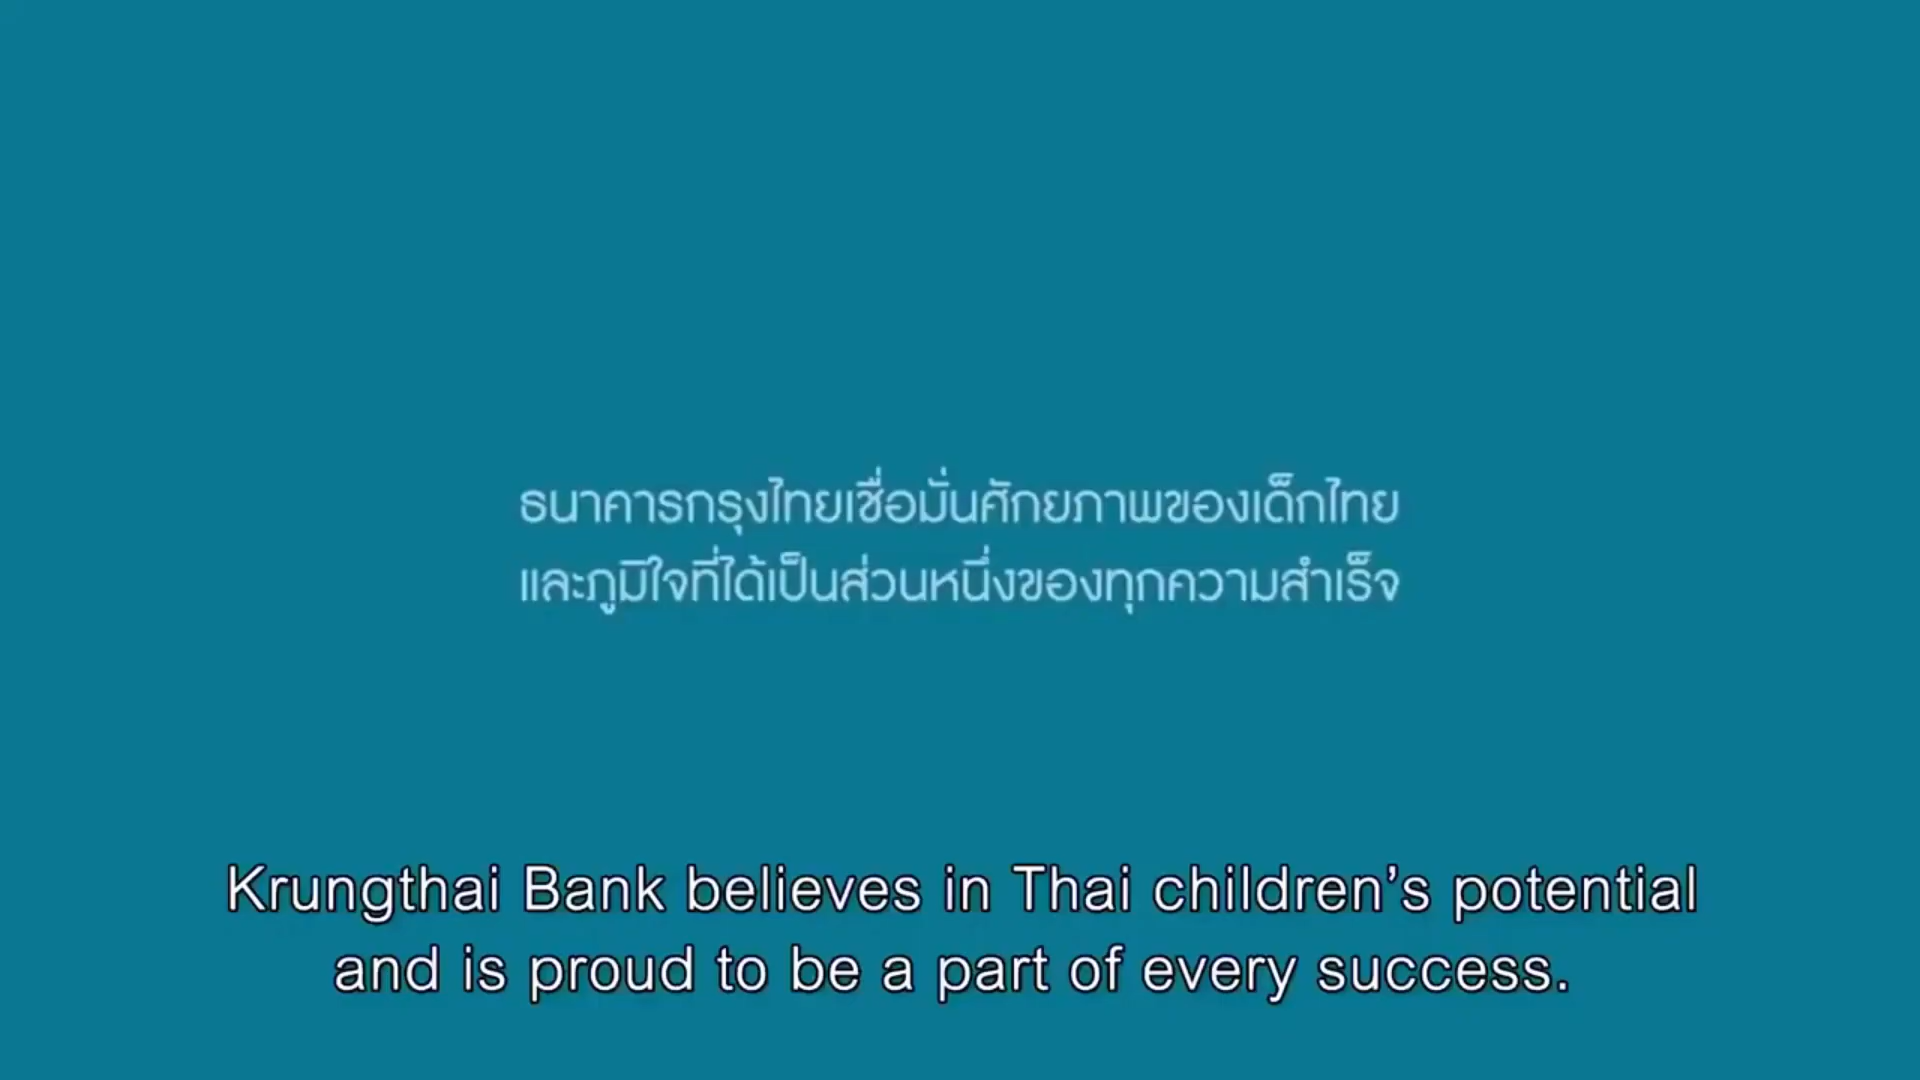 ธนาคารกรุงไทยเชื่อมั่นศักยภาพของเด็กไทย
และภูมิใจที่ได้เป็นส่วนหนึ่งของทุกความสำเร็จ
Krungthai Bank believes in Thai children’s potential
and is proud to be a part of every success.